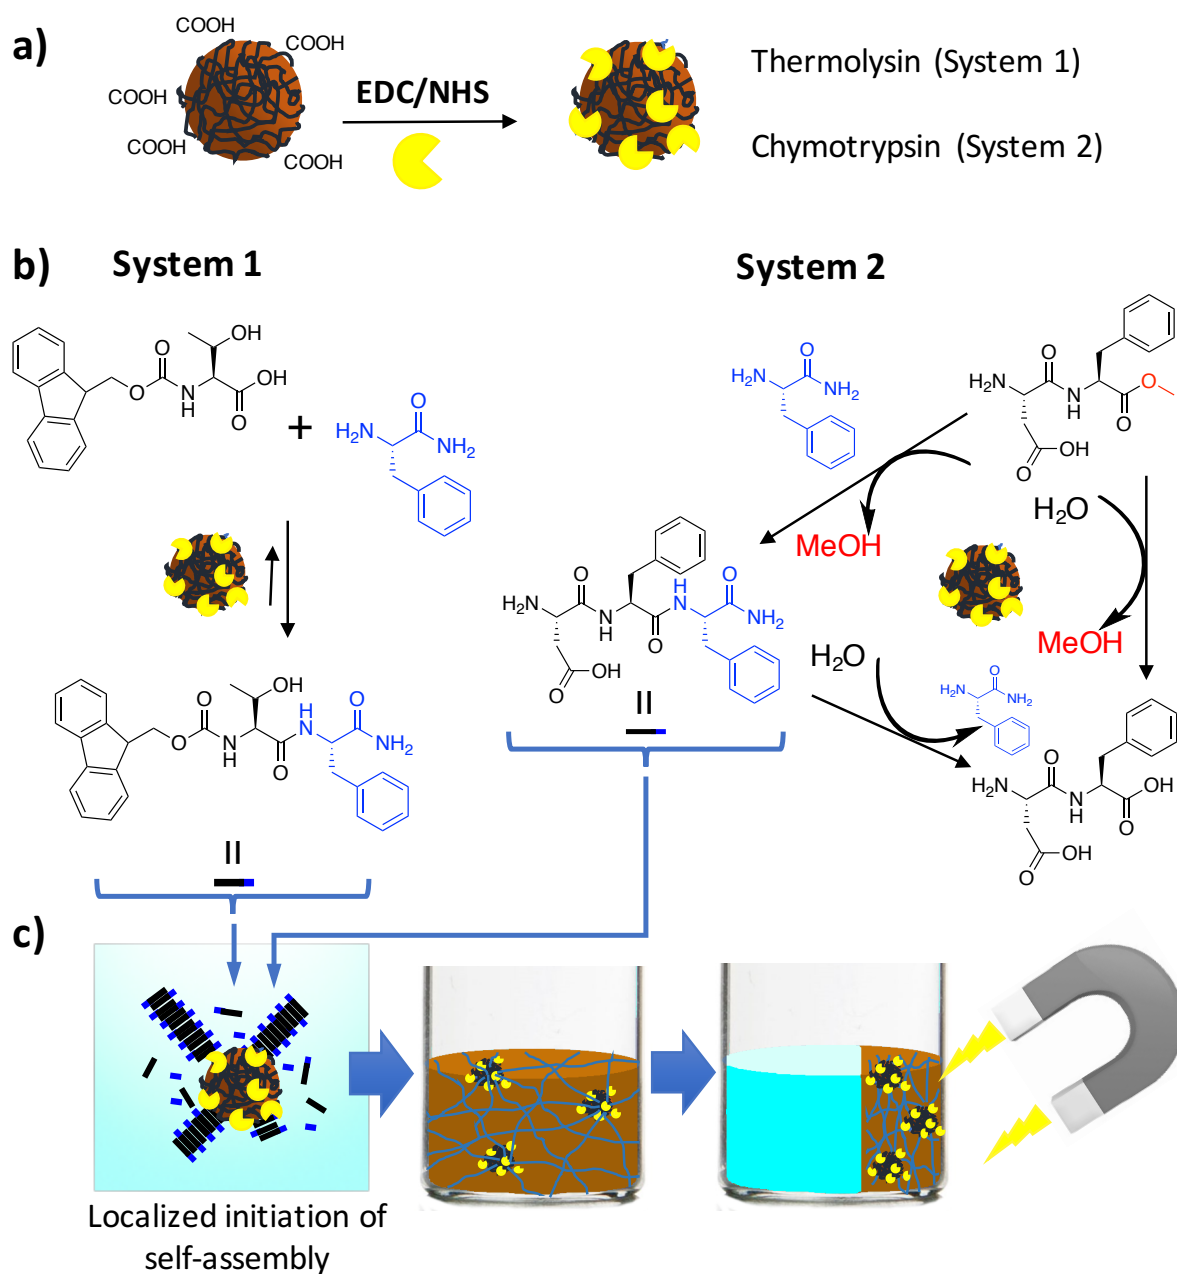 a)
COOH
COOH
COOH
COOH
COOH
EDC/NHS
Thermolysin (System 1)
Chymotrypsin (System 2)
b)
System 1
System 2
OH
O
O
N
H
OH
O
+
H₂N
O
NH₂
H₂N
O
NH₂
O
H₂N
N
H
O
O
OH
O
MeOH
H₂O
MeOH
O
H₂N
N
H
O
H
N
O
NH₂
OH
O
H₂O
H₂N
O
NH₂
OH
O
O
N
H
O
H
N
O
NH₂
O
H₂N
N
H
OH
O
OH
O
c)
Localized initiation of
self-assembly